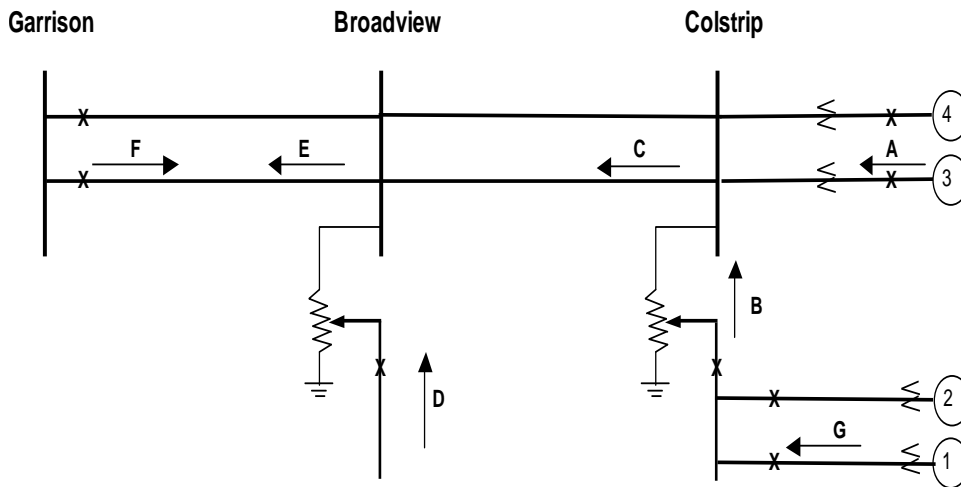 Garrison Broadview Colstrip
X X 4
F E C A
X X 3
B
X X
D X 2
G
X 1